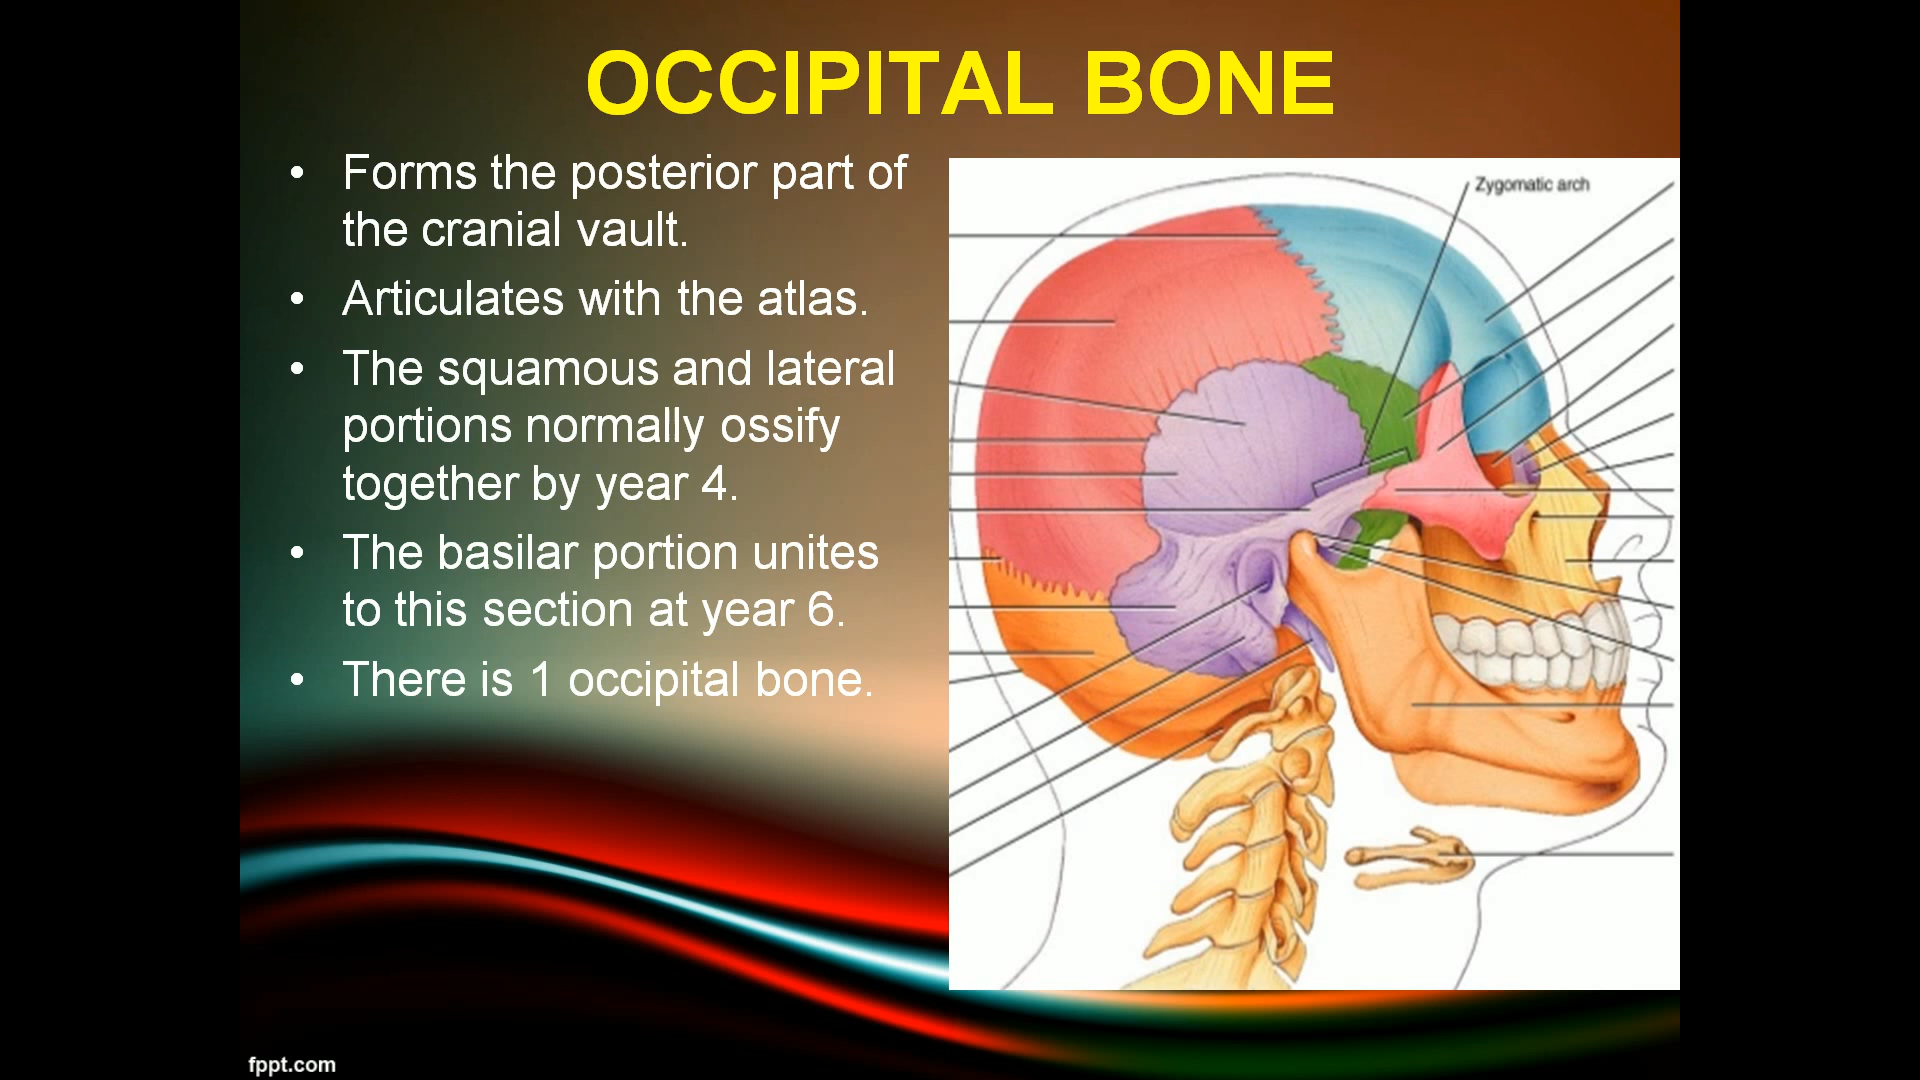 OCCIPITAL BONE
• Forms the posterior part of
the cranial vault.
• Articulates with the atlas.
• The squamous and lateral
portions normally ossify
together by year 4.
• The basilar portion unites
to this section at year 6.
• There is 1 occipital bone.
Zygomatic arch
fppt.com